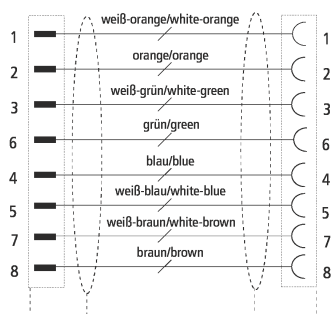 weiß-orange/white-orange
1 1
orange/orange
2 2
weiß-grün/white-green
3 3
grün/green
6 6
blau/blue
4 4
weiß-blau/white-blue
5 5
weiß-braun/white-brown
7 7
braun/brown
8 8